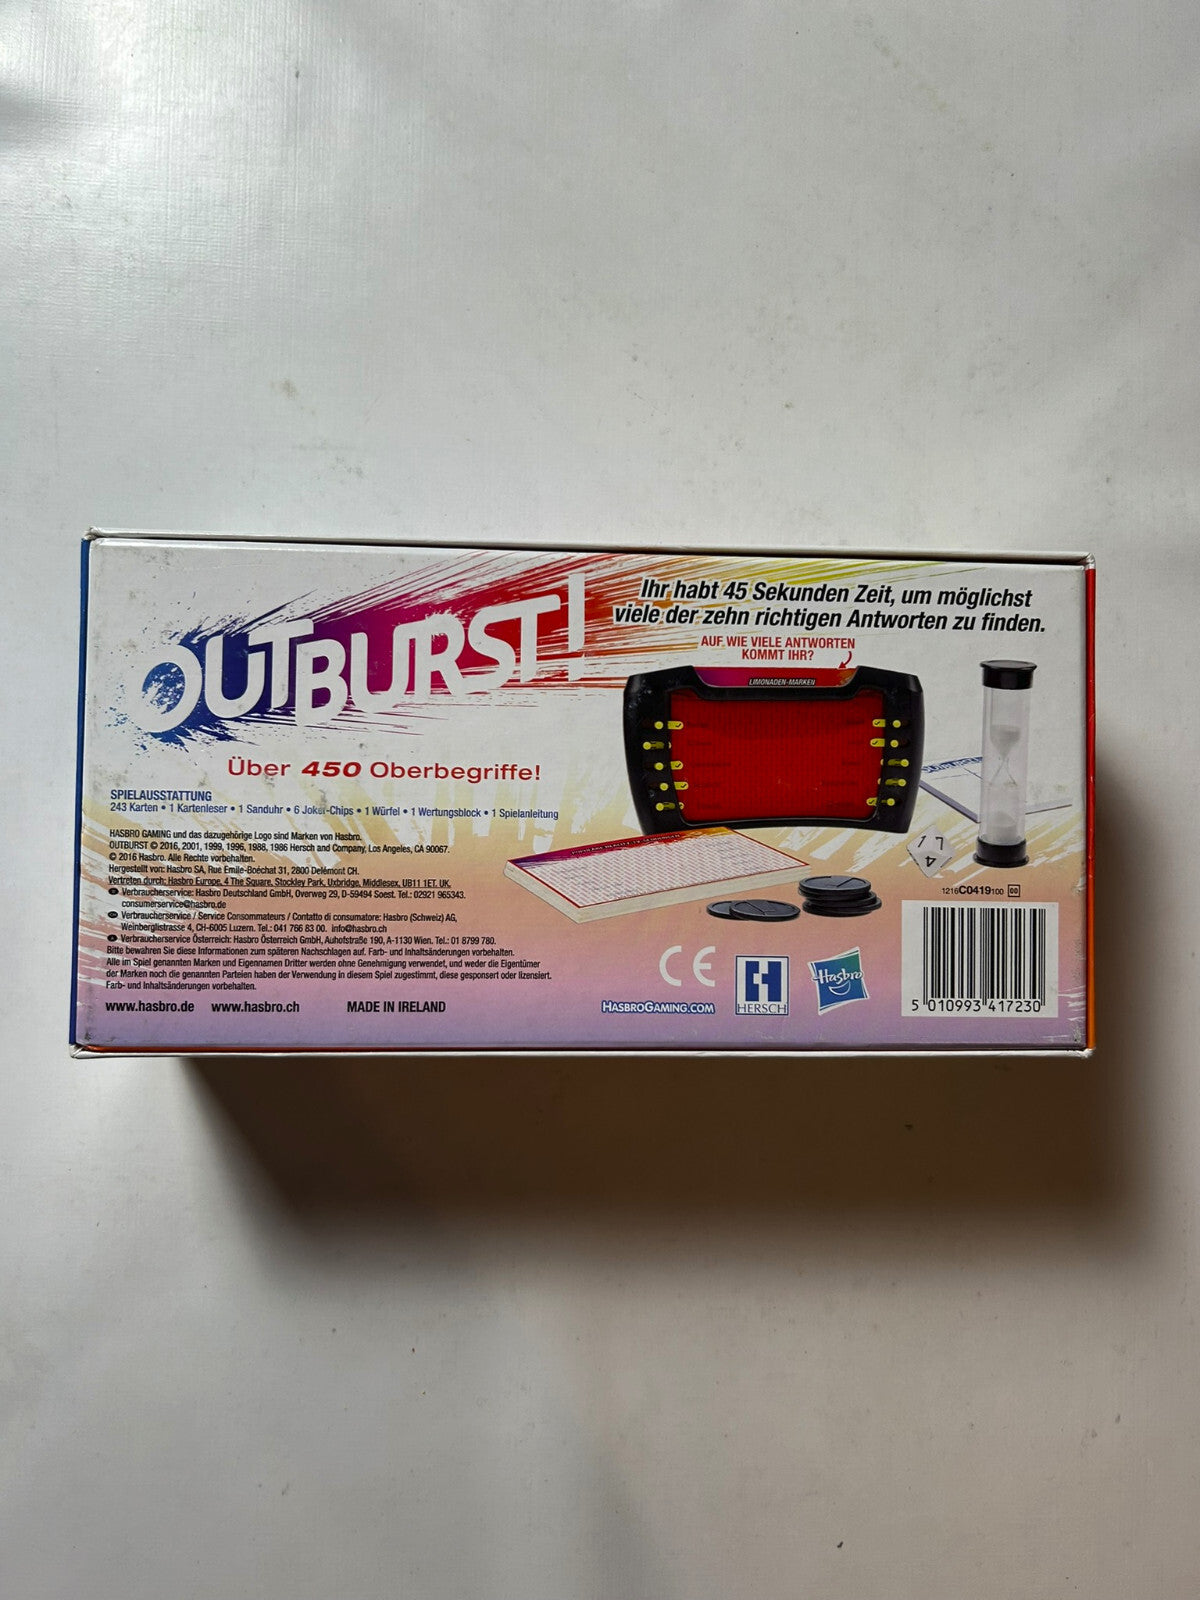 OUTBURST!
Ihr habt 45 Sekunden Zeit, um möglichst
viele der zehn richtigen Antworten zu finden.
AUF WIE VIELE ANTWORTEN
KOMMT IHR?
LIMONADEN-MARKEN
Über 450 Oberbegriffe!
SPIELAUSSTATTUNG
243 Karten • 1 Kartenleser • 1 Sanduhr • 6 Joker-Chips • 1 Würfel • 1 Wertungsblock • 1 Spielanleitung
HASBRO GAMING und das dazugehörige Logo sind Marken von Hasbro.
OUTBURST © 2016, 2001, 1999, 1996, 1988, 1986 Hersch and Company, Los Angeles, CA 90067.
© 2016 Hasbro. Alle Rechte vorbehalten.
Hergestellt von: Hasbro SA, Rue Emile-Boéchat 31, 2800 Delémont CH.
Vertreten durch: Hasbro Europe, 4 The Square, Stockley Park, Uxbridge, Middlesex, UB11 1ET. UK.
Verbraucherservice: Hasbro Deutschland GmbH, Overweg 29, D-59494 Soest. Tel.: 02921 965343.
consumerservice@hasbro.de
Verbraucherservice / Service Consommateurs / Contatto di consumatore: Hasbro (Schweiz) AG,
Weinberglistrasse 4, CH-6005 Luzern. Tel.: 041 766 83 00. info@hasbro.ch
Verbraucherservice Österreich: Hasbro Österreich GmbH, Auhofstraße 190, A-1130 Wien. Tel.: 01 8799 780.
Bitte bewahren Sie diese Informationen zum späteren Nachschlagen auf. Farb- und Inhaltsänderungen vorbehalten.
Alle im Spiel genannten Marken und Eigennamen Dritter werden ohne Genehmigung verwendet, und weder die Eigentümer
der Marken noch die genannten Parteien haben der Verwendung in diesem Spiel zugestimmt, diese gesponsert oder lizensiert.
Farb- und Inhaltsänderungen vorbehalten.
www.hasbro.de www.hasbro.ch MADE IN IRELAND
4
1216C0419100 00
CE
HASBROGAMING.COM
HERSCH
Hasbro
5 010993 417230